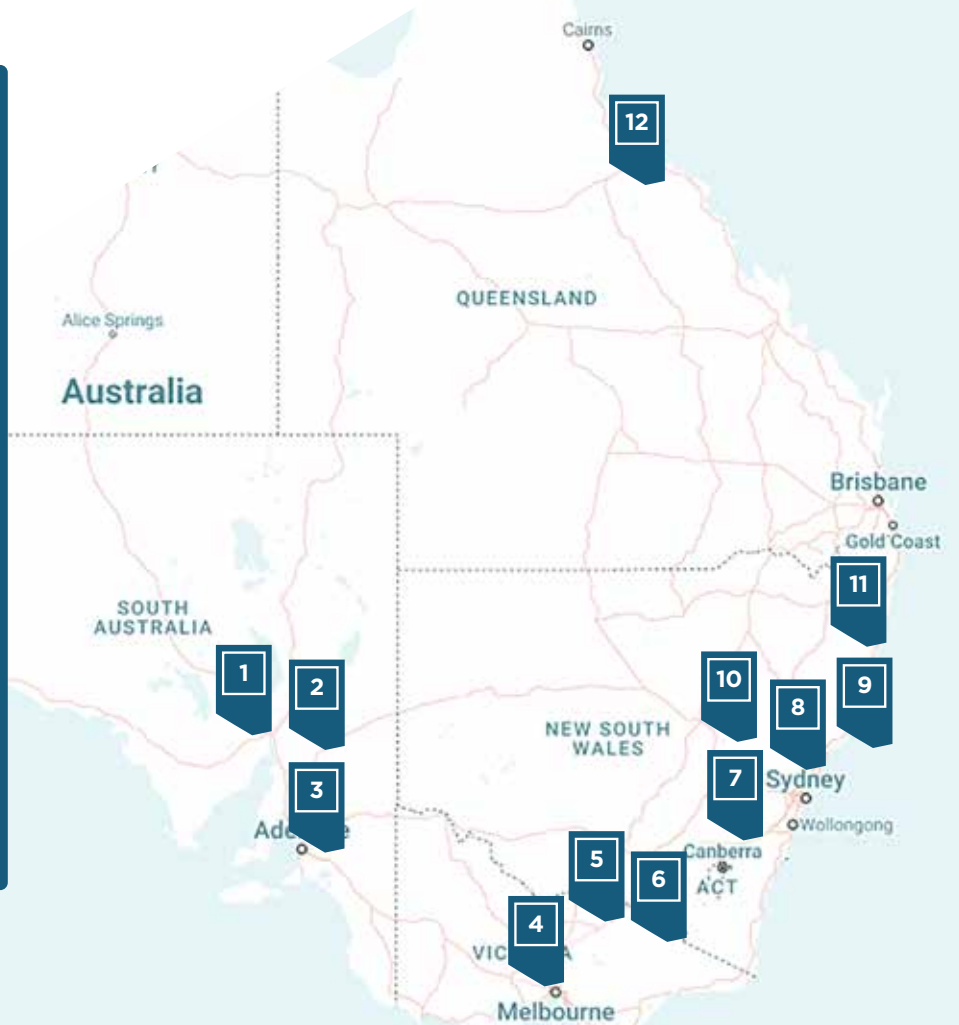 Cairns
12
QUEENSLAND
Alice Springs
Australia
Brisbane
Gold Coast
11
SOUTH
AUSTRALIA
1
2
10
9
8
NEW SOUTH
WALES
7
Sydney
3
Wollongong
5
Canberra
6
ACT
4
Melbourne